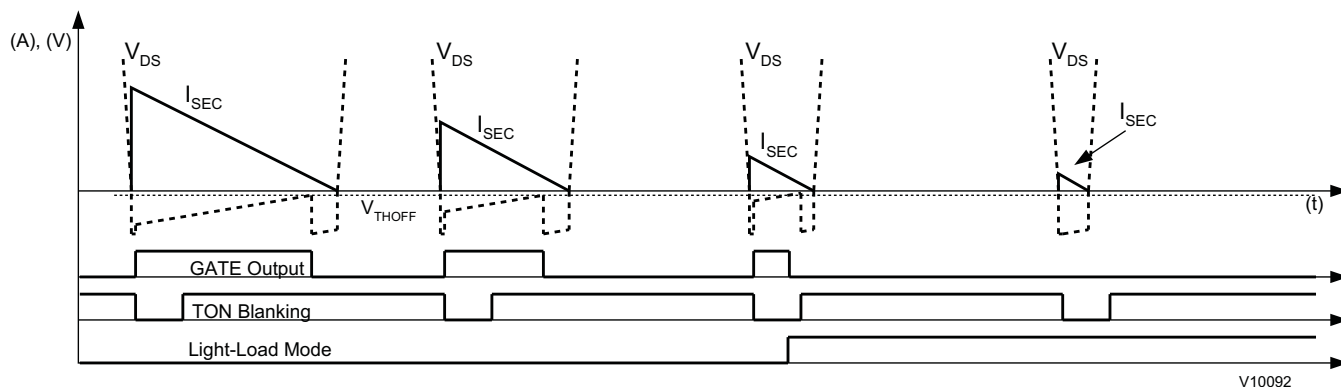 (A), (V)
V_DS
V_DS
V_DS
V_DS
I_SEC
I_SEC
I_SEC
I_SEC
V_THOFF
(t)
GATE Output
TON Blanking
Light-Load Mode
V10092